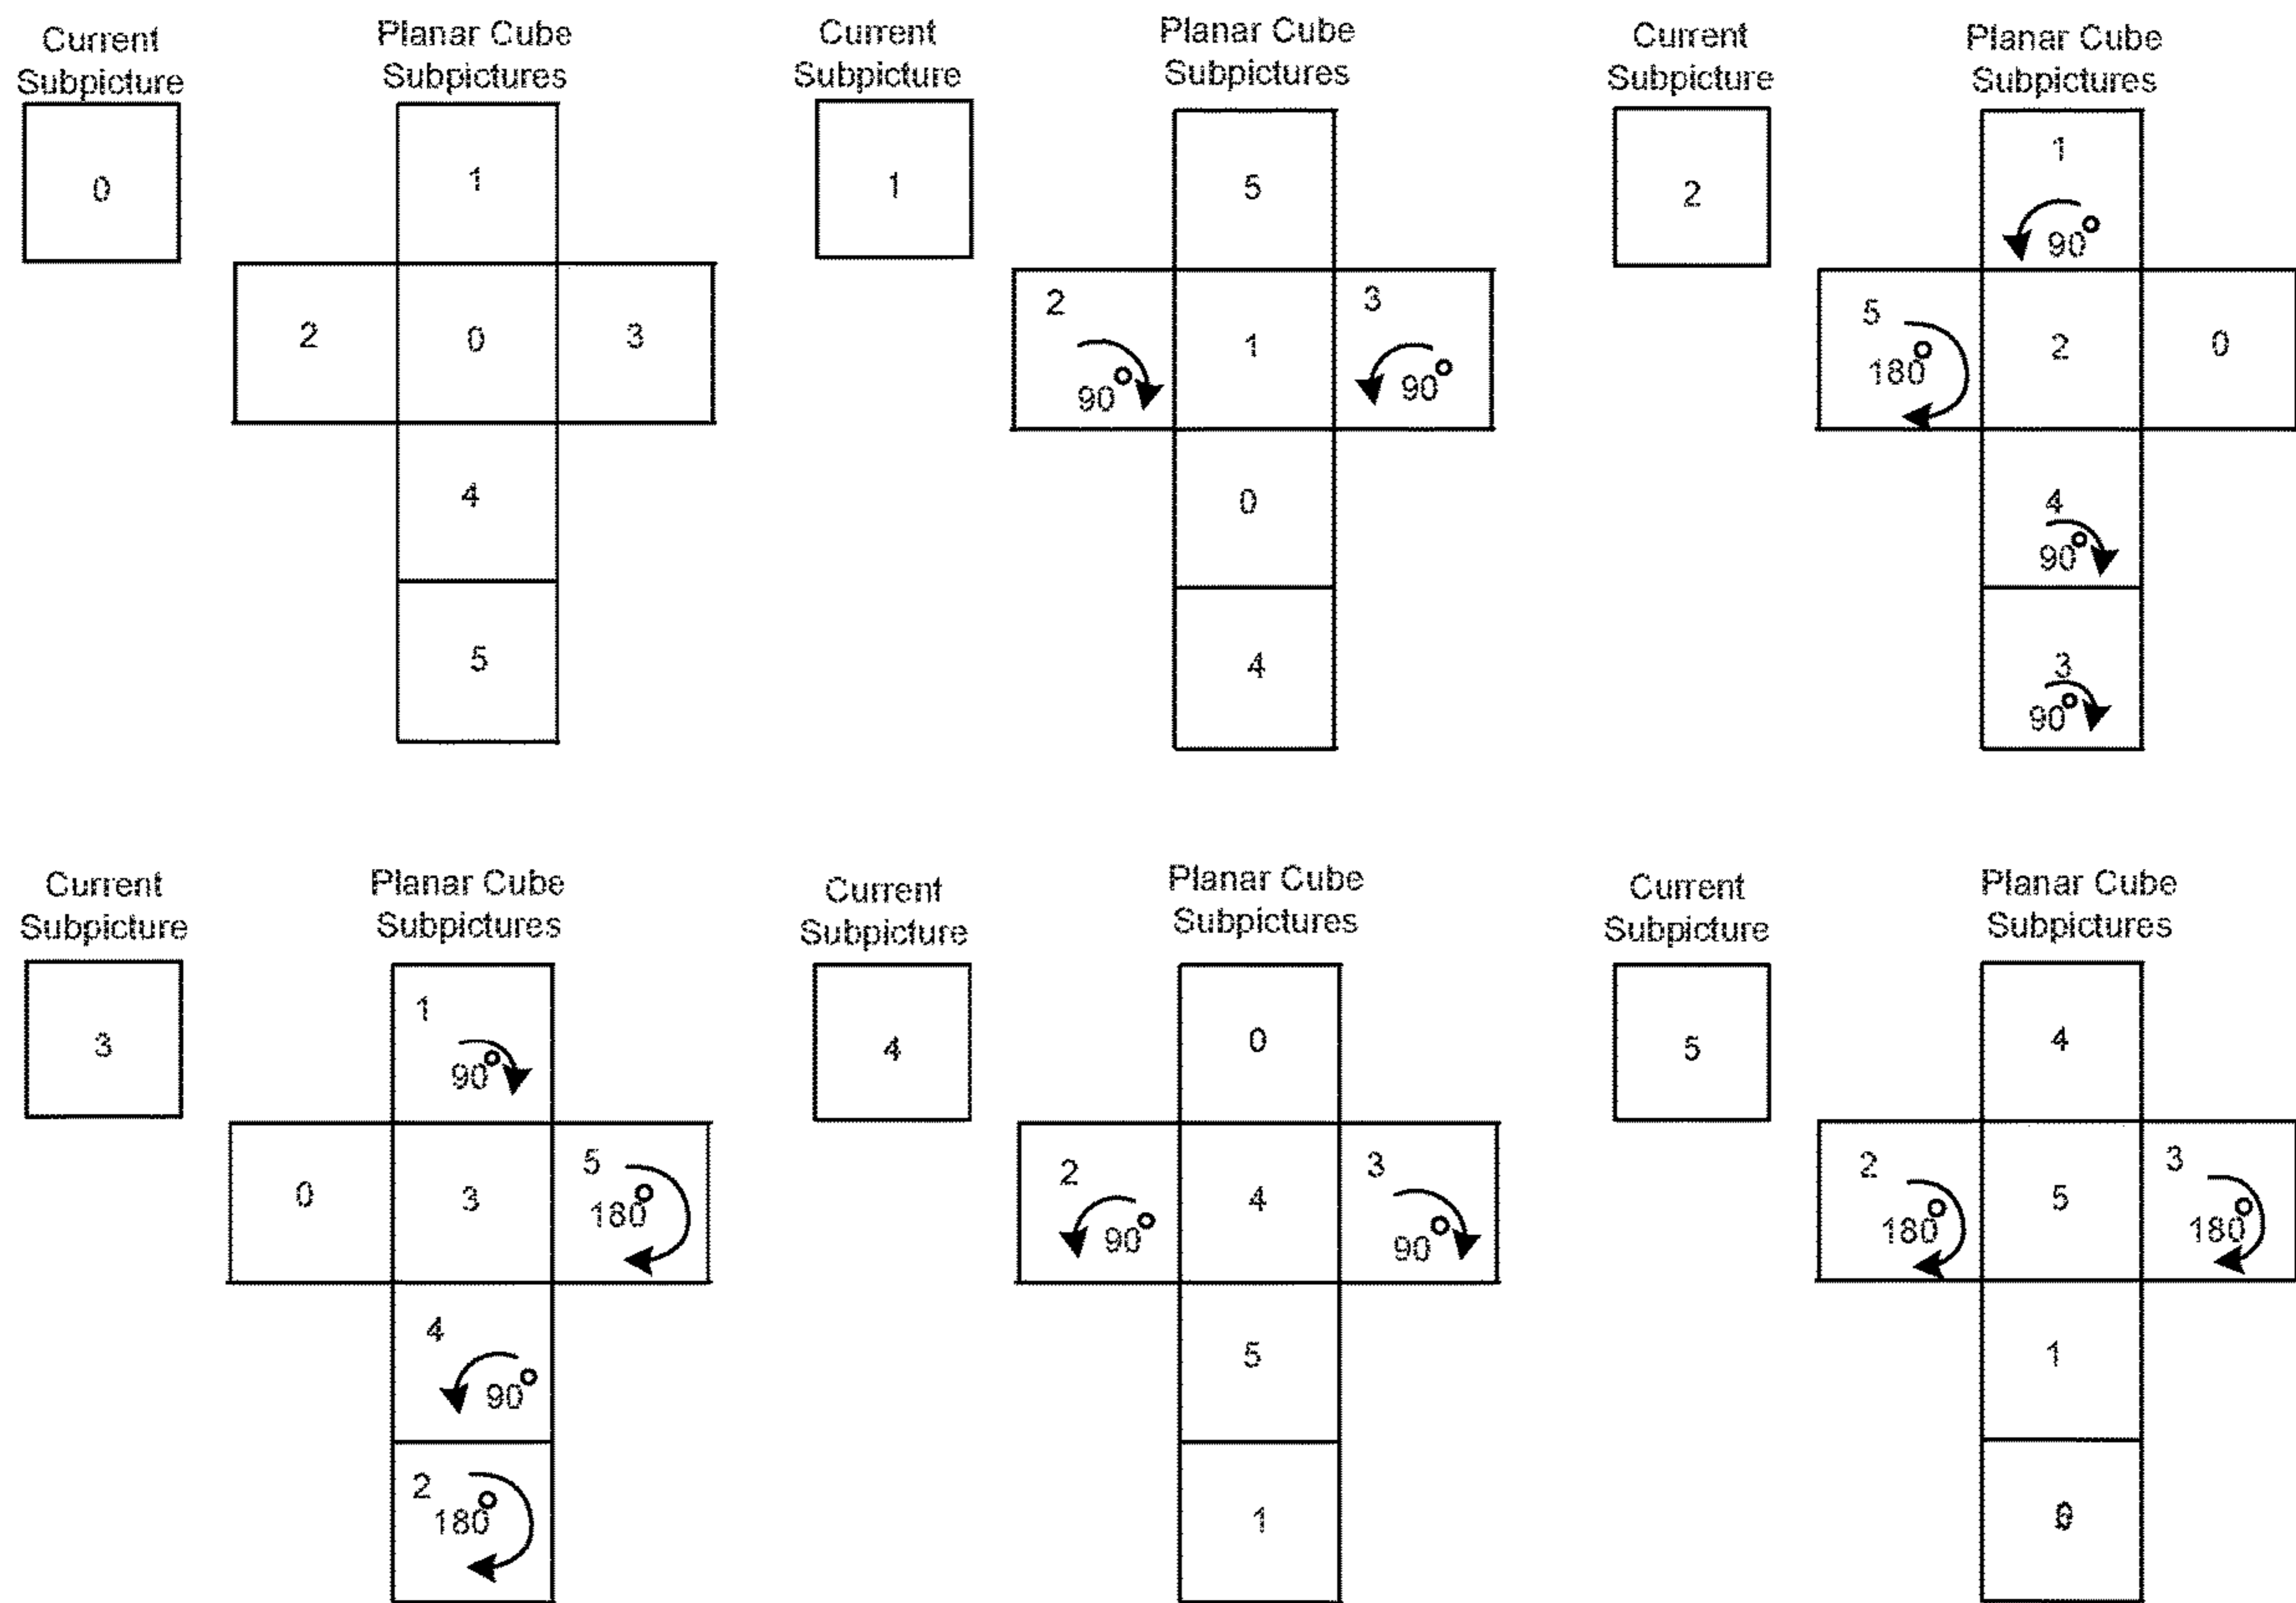 Current
Subpicture
0
Planar Cube
Subpictures
1
2 0 3
4
5
Current
Subpicture
1
Planar Cube
Subpictures
5
2 90° 1 3 90°
0
4
Current
Subpicture
2
Planar Cube
Subpictures
1
90°
5 180° 2 0
4
90°
3
90°
Current
Subpicture
3
Planar Cube
Subpictures
1
90°
0 3 5 180°
4
90°
2
180°
Current
Subpicture
4
Planar Cube
Subpictures
0
2 90° 4 3 90°
5
1
Current
Subpicture
5
Planar Cube
Subpictures
4
2 180° 5 3 180°
1